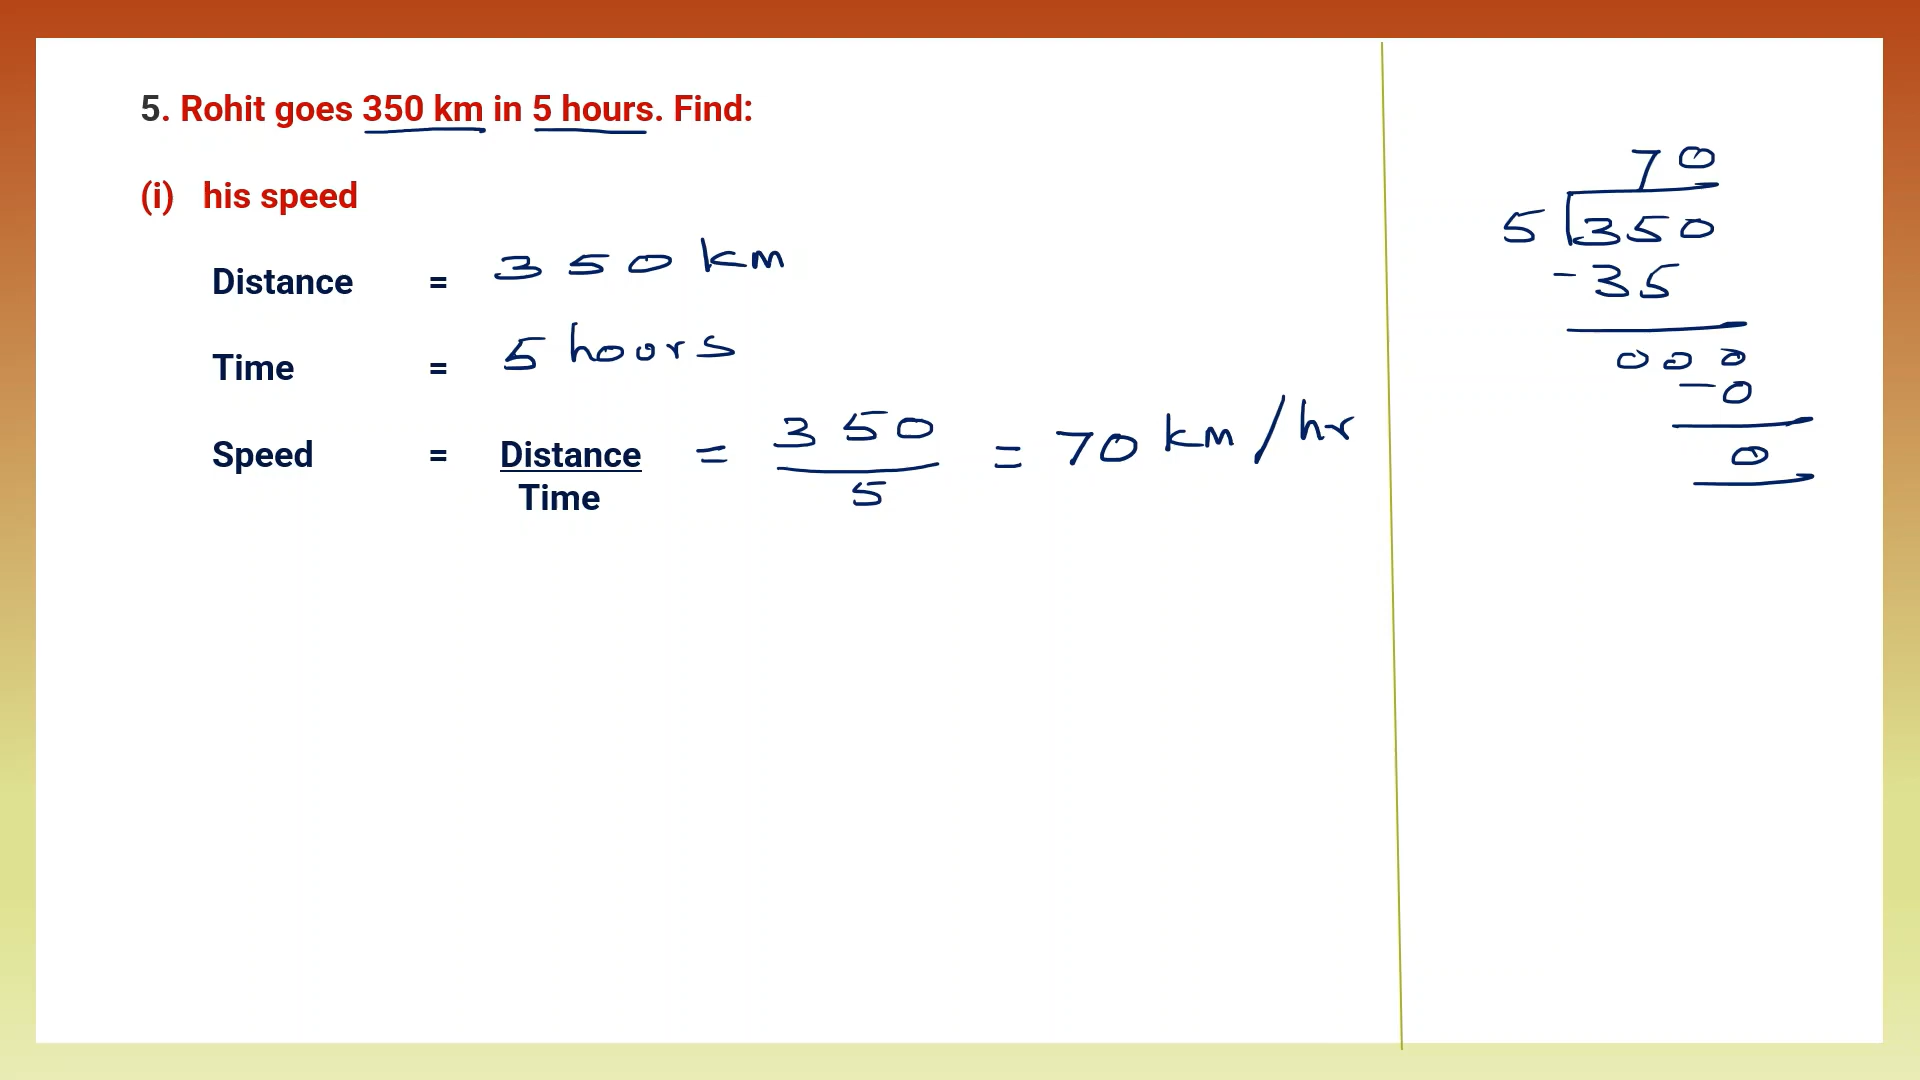 5. Rohit goes 350 km in 5 hours. Find:
(i) his speed
Distance = 350 km
Time = 5 hours
Speed = Distance = 350 = 70 km/hr
Time 5
70
5 350
-35
000
-0
0